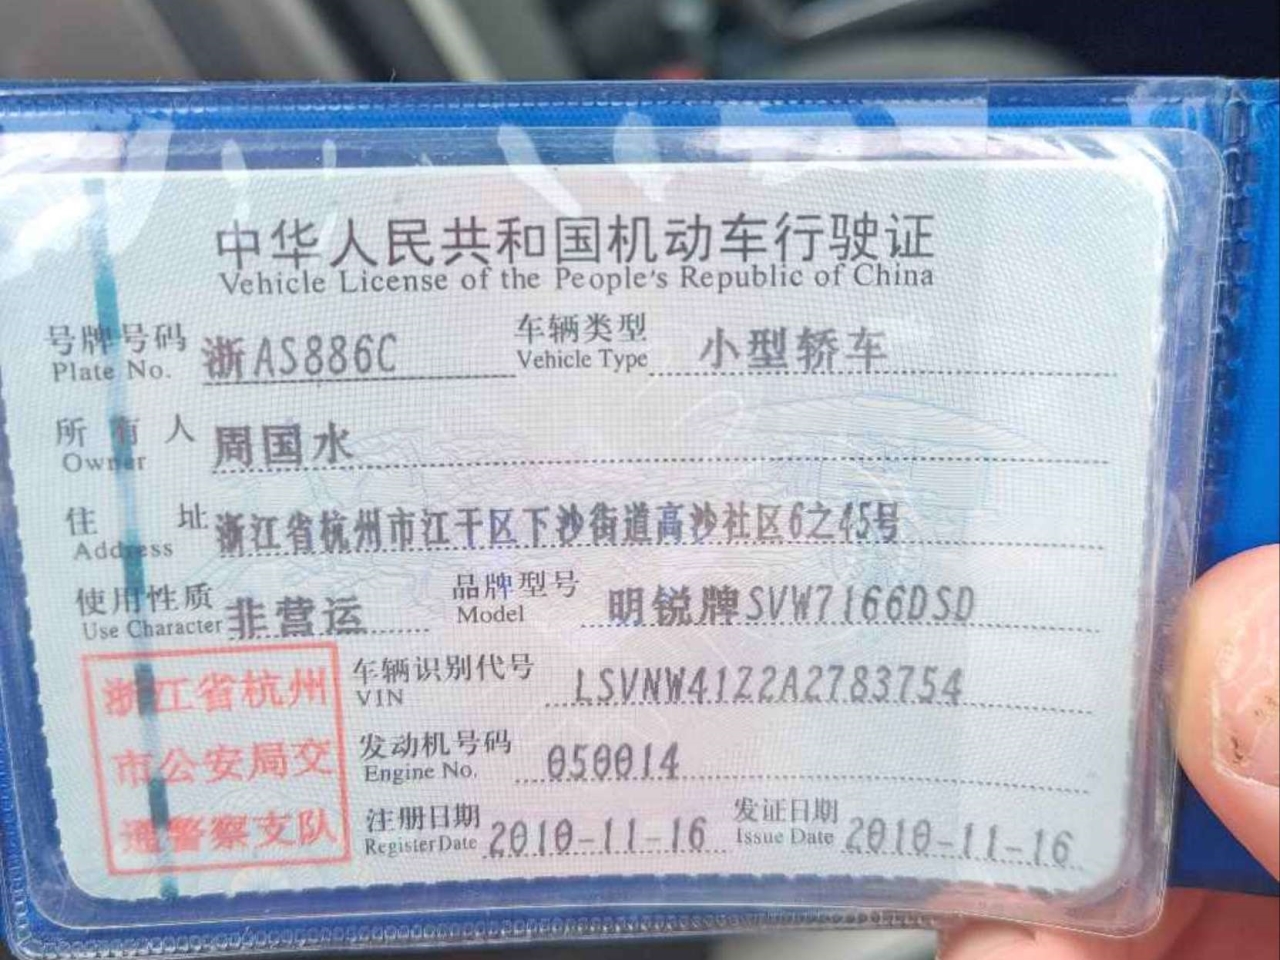 中华人民共和国机动车行驶证
Vehicle License of the People's Republic of China
号牌号码 浙AS886C 车辆类型 小型轿车
Plate No. Vehicle Type
所有人 周国水
Owner
住址 浙江省杭州市江干区下沙街道高沙社区6之45号
Address
使用性质 非营运 品牌型号 明锐牌SVW7166DSD
Use Character Model
浙江省杭州
市公安局交
通警察支队
车辆识别代号 LSVNW41Z2A2783754
VIN
发动机号码 050014
Engine No.
注册日期 2010-11-16 发证日期 2010-11-16
Register Date Issue Date